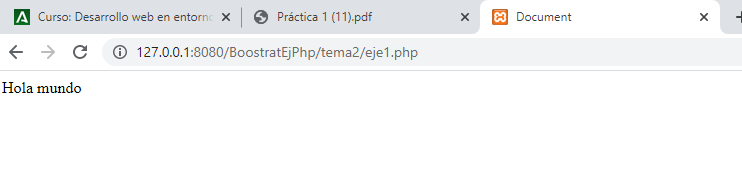 Curso: Desarrollo web en entorno
Práctica 1 (11).pdf
Document
127.0.0.1:8080/BoostratEjPhp/tema2/eje1.php
Hola mundo